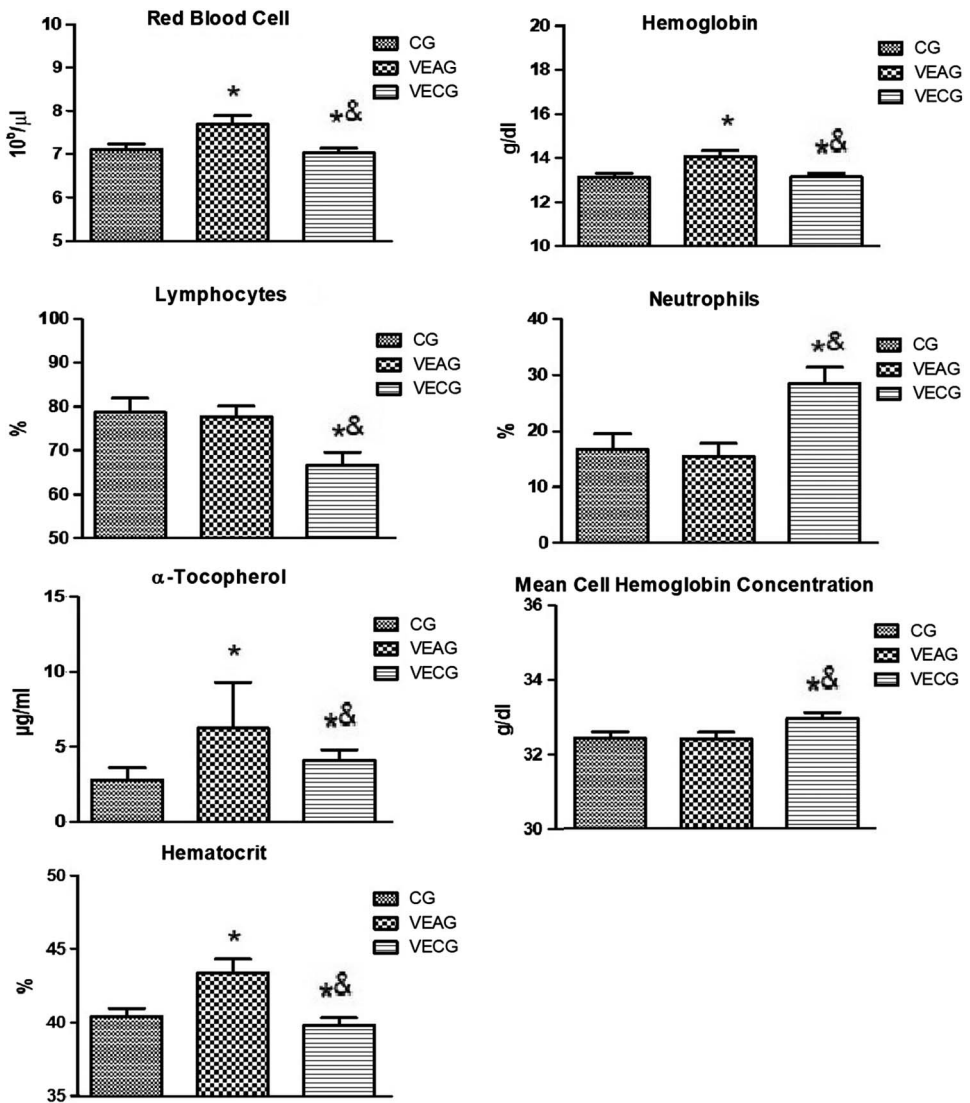 Red Blood Cell
10
9
8
7
6
5
10⁶/µl
*
*&
CG
VEAG
VECG
Hemoglobin
20
18
16
14
12
10
g/dl
*
*&
CG
VEAG
VECG
Lymphocytes
100
90
80
70
60
50
%
*&
CG
VEAG
VECG
Neutrophils
40
30
20
10
0
%
*&
CG
VEAG
VECG
α-Tocopherol
15
10
5
0
µg/ml
*
*&
CG
VEAG
VECG
Mean Cell Hemoglobin Concentration
36
34
32
30
g/dl
*&
CG
VEAG
VECG
Hematocrit
50
45
40
35
%
*
*&
CG
VEAG
VECG